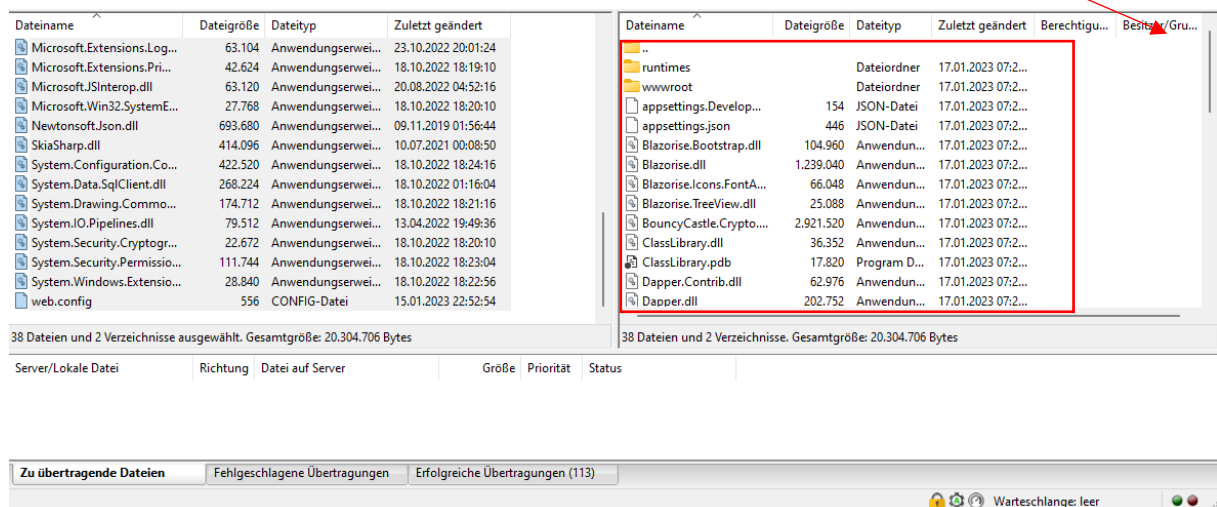 Dateiname Dateigröße Dateityp Zuletzt geändert
Microsoft.Extensions.Log... 63.104 Anwendungserwei... 23.10.2022 20:01:24
Microsoft.Extensions.Pri... 42.624 Anwendungserwei... 18.10.2022 18:19:10
Microsoft.JSInterop.dll 63.120 Anwendungserwei... 20.08.2022 04:52:16
Microsoft.Win32.SystemE... 27.768 Anwendungserwei... 18.10.2022 18:20:10
Newtonsoft.Json.dll 693.680 Anwendungserwei... 09.11.2019 01:56:44
SkiaSharp.dll 414.096 Anwendungserwei... 10.07.2021 00:08:50
System.Configuration.Co... 422.520 Anwendungserwei... 18.10.2022 18:24:16
System.Data.SqlClient.dll 268.224 Anwendungserwei... 18.10.2022 01:16:04
System.Drawing.Commo... 174.712 Anwendungserwei... 18.10.2022 18:21:16
System.IO.Pipelines.dll 79.512 Anwendungserwei... 13.04.2022 19:49:36
System.Security.Cryptogr... 22.672 Anwendungserwei... 18.10.2022 18:20:10
System.Security.Permissio... 111.744 Anwendungserwei... 18.10.2022 18:23:04
System.Windows.Extensio... 28.840 Anwendungserwei... 18.10.2022 18:22:56
web.config 556 CONFIG-Datei 15.01.2023 22:52:54
38 Dateien und 2 Verzeichnisse ausgewählt. Gesamtgröße: 20.304.706 Bytes
Dateiname Dateigröße Dateityp Zuletzt geändert Berechtigu... Besitzer/Gru...
..
runtimes Dateiordner 17.01.2023 07:2...
wwwroot Dateiordner 17.01.2023 07:2...
appsettings.Develop... 154 JSON-Datei 17.01.2023 07:2...
appsettings.json 446 JSON-Datei 17.01.2023 07:2...
Blazorise.Bootstrap.dll 104.960 Anwendun... 17.01.2023 07:2...
Blazorise.dll 1.239.040 Anwendun... 17.01.2023 07:2...
Blazorise.Icons.FontA... 66.048 Anwendun... 17.01.2023 07:2...
Blazorise.TreeView.dll 25.088 Anwendun... 17.01.2023 07:2...
BouncyCastle.Crypto.... 2.921.520 Anwendun... 17.01.2023 07:2...
ClassLibrary.dll 36.352 Anwendun... 17.01.2023 07:2...
ClassLibrary.pdb 17.820 Program D... 17.01.2023 07:2...
Dapper.Contrib.dll 62.976 Anwendun... 17.01.2023 07:2...
Dapper.dll 202.752 Anwendun... 17.01.2023 07:2...
38 Dateien und 2 Verzeichnisse. Gesamtgröße: 20.304.706 Bytes
Server/Lokale Datei Richtung Datei auf Server Größe Priorität Status
Zu übertragende Dateien Fehlgeschlagene Übertragungen Erfolgreiche Übertragungen (113)
Warteschlange: leer